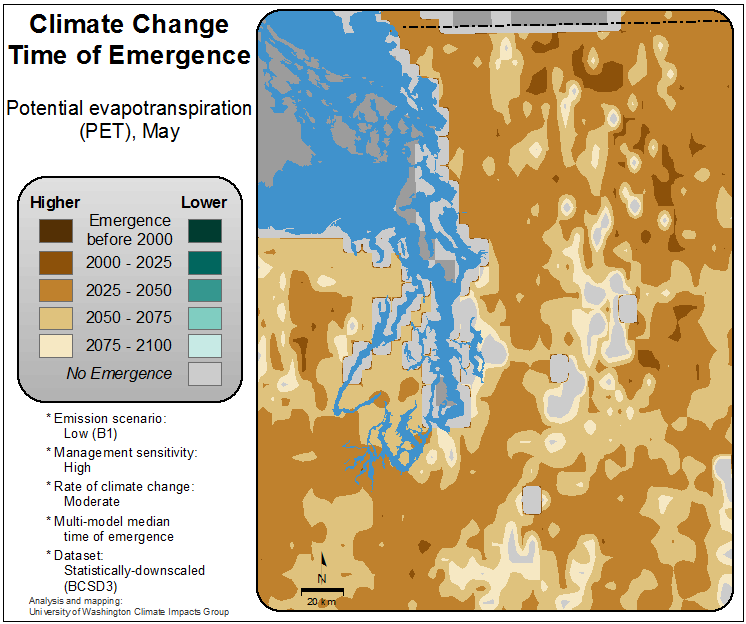 Climate Change
Time of Emergence
Potential evapotranspiration
(PET), May
Higher Lower
Emergence
before 2000
2000 - 2025
2025 - 2050
2050 - 2075
2075 - 2100
No Emergence
* Emission scenario:
Low (B1)
* Management sensitivity:
High
* Rate of climate change:
Moderate
* Multi-model median
time of emergence
* Dataset:
Statistically-downscaled
(BCSD3)
Analysis and mapping:
University of Washington Climate Impacts Group
N
20 km